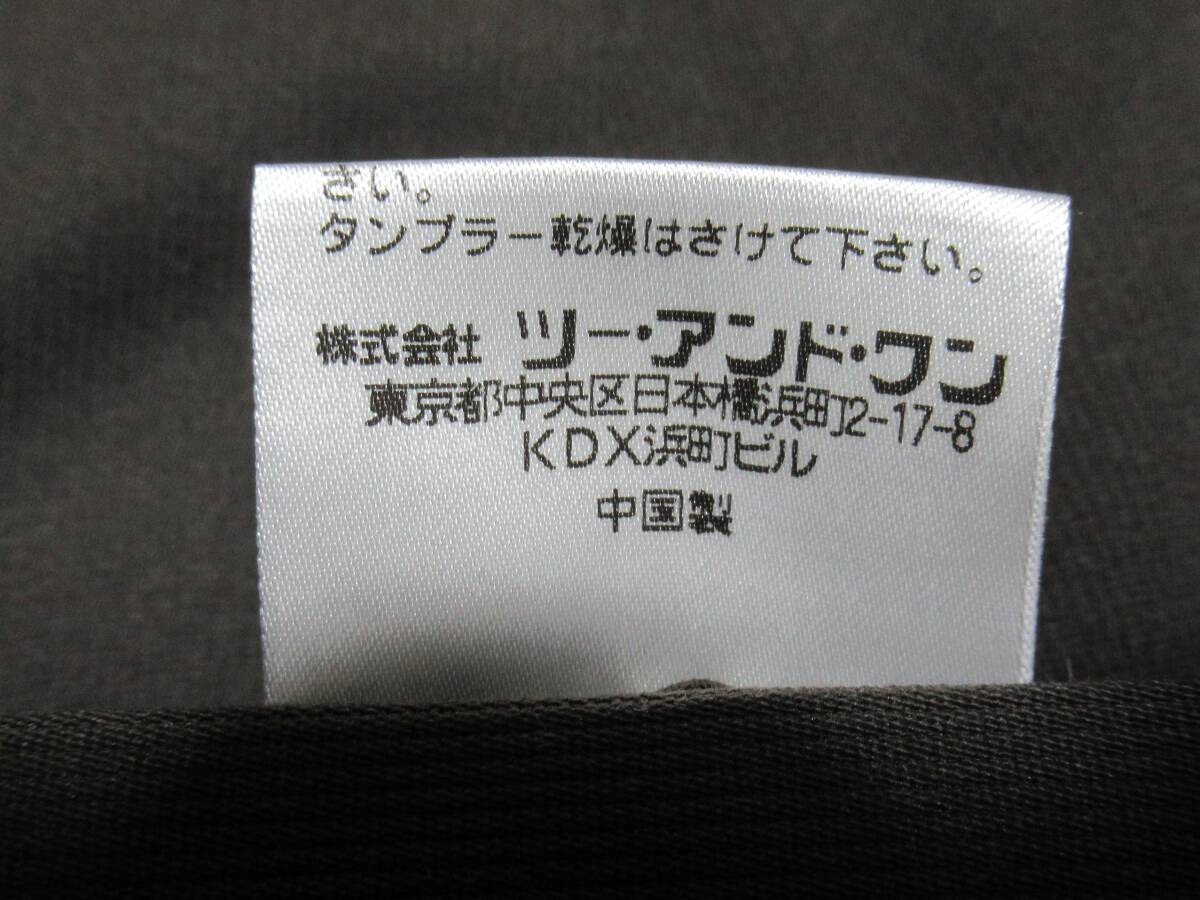 さい。
タンブラー乾燥はさけて下さい。
株式会社 ツー・アンド・ワン
東京都中央区日本橋浜町2-17-8
KDX浜町ビル
中国製